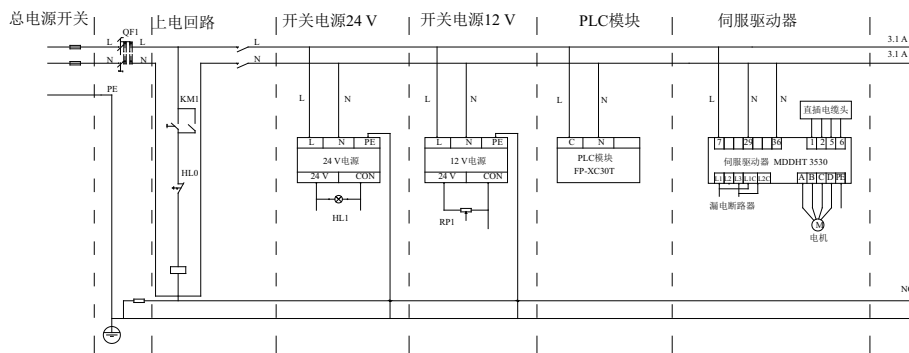 总电源开关 上电回路 开关电源24 V 开关电源12 V PLC模块 伺服驱动器
QF1
L L L 3.1 A
N N N 3.1 A
PE
KM1
HL0
L N L N L N L N N
直插电缆头
L N PE L N PE C N 7 29 36 1 2 5 6
24 V电源 12 V电源 PLC模块 伺服驱动器 MDDHT 3530
FP-XC30T
24 V CON 24 V CON L1 L2 L3 L1C L2C A B C D PE
漏电断路器
HL1 RP1 M
电机